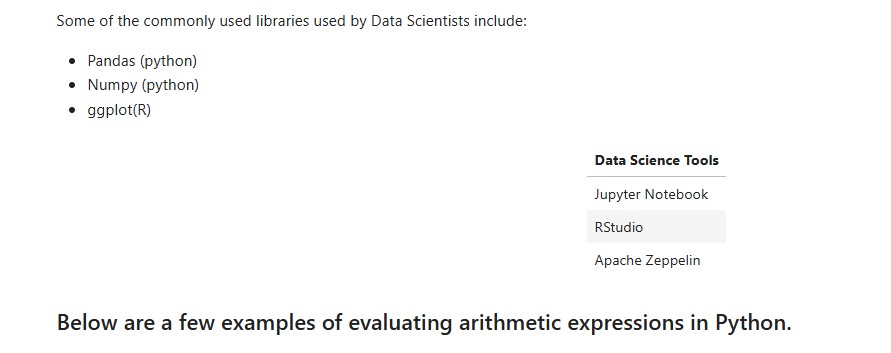 Some of the commonly used libraries used by Data Scientists include:
Pandas (python)
Numpy (python)
ggplot(R)
Data Science Tools
Jupyter Notebook
RStudio
Apache Zeppelin
Below are a few examples of evaluating arithmetic expressions in Python.